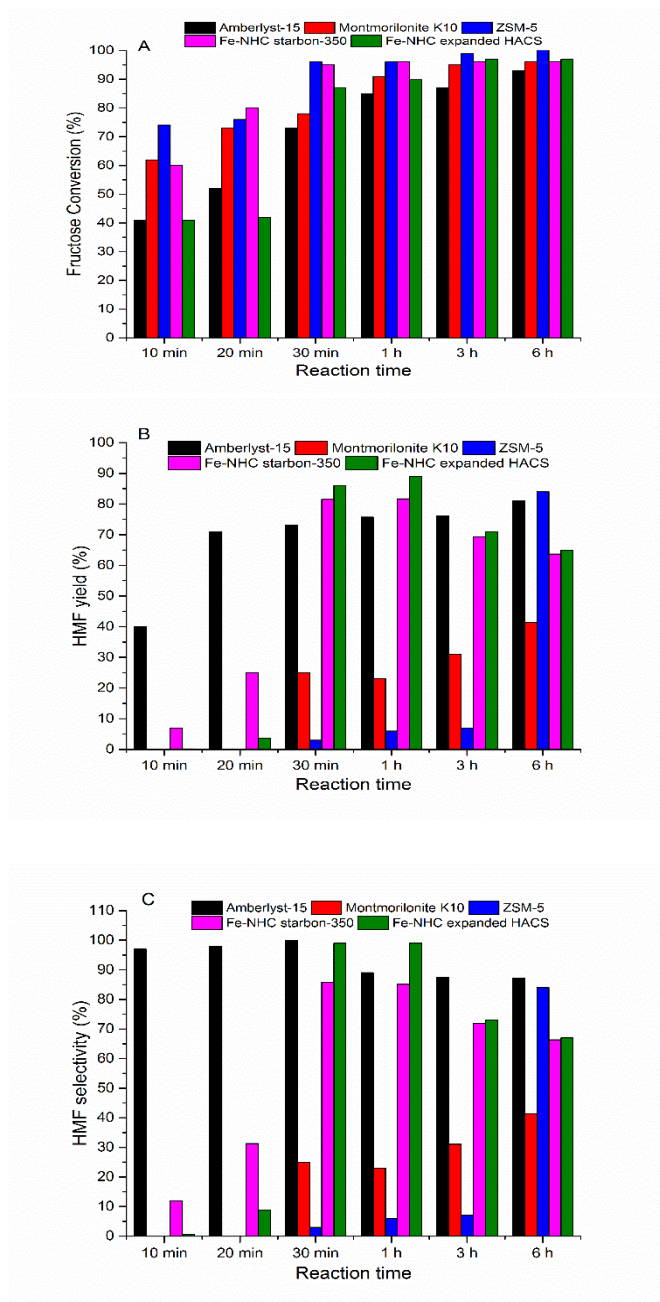 A
Amberlyst-15 Montmorilonite K10 ZSM-5
Fe-NHC starbon-350 Fe-NHC expanded HACS
Fructose Conversion (%)
100
90
80
70
60
50
40
30
20
10
0
10 min 20 min 30 min 1 h 3 h 6 h
Reaction time
B
Amberlyst-15 Montmorilonite K10 ZSM-5
Fe-NHC starbon-350 Fe-NHC expanded HACS
HMF yield (%)
100
90
80
70
60
50
40
30
20
10
0
10 min 20 min 30 min 1 h 3 h 6 h
Reaction time
C
Amberlyst-15 Montmorilonite K10 ZSM-5
Fe-NHC starbon-350 Fe-NHC expanded HACS
HMF selectivity (%)
110
100
90
80
70
60
50
40
30
20
10
0
10 min 20 min 30 min 1 h 3 h 6 h
Reaction time